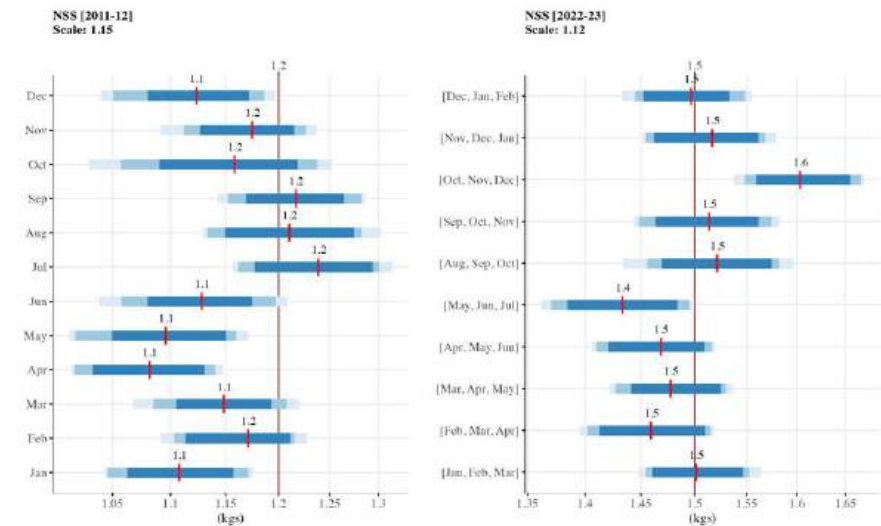 NSS [2011-12]
Scale: 1.15
1.2
Dec 1.1
Nov 1.2
Oct 1.2
Sep 1.2
Aug 1.2
Jul 1.2
Jun 1.1
May 1.1
Apr 1.1
Mar 1.1
Feb 1.2
Jan 1.1
1.05 1.1 1.15 1.2 1.25 1.3
(kgs)
NSS [2022-23]
Scale: 1.12
1.5
[Dec, Jan, Feb] 1.5
[Nov, Dec, Jan] 1.5
[Oct, Nov, Dec] 1.6
[Sep, Oct, Nov] 1.5
[Aug, Sep, Oct] 1.5
[May, Jun, Jul] 1.4
[Apr, May, Jun] 1.5
[Mar, Apr, May] 1.5
[Feb, Mar, Apr] 1.5
[Jan, Feb, Mar] 1.5
1.35 1.4 1.45 1.5 1.55 1.6 1.65
(kgs)